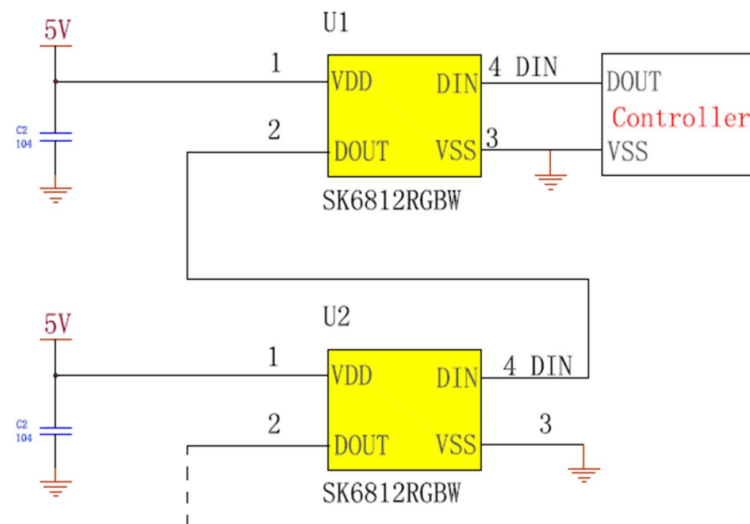 U1
5V
1
VDD
DIN
4 DIN
DOUT
C2
104
Controller
2
DOUT
VSS
3
VSS
SK6812RGBW
U2
5V
1
VDD
DIN
4 DIN
C2
104
2
DOUT
VSS
3
SK6812RGBW